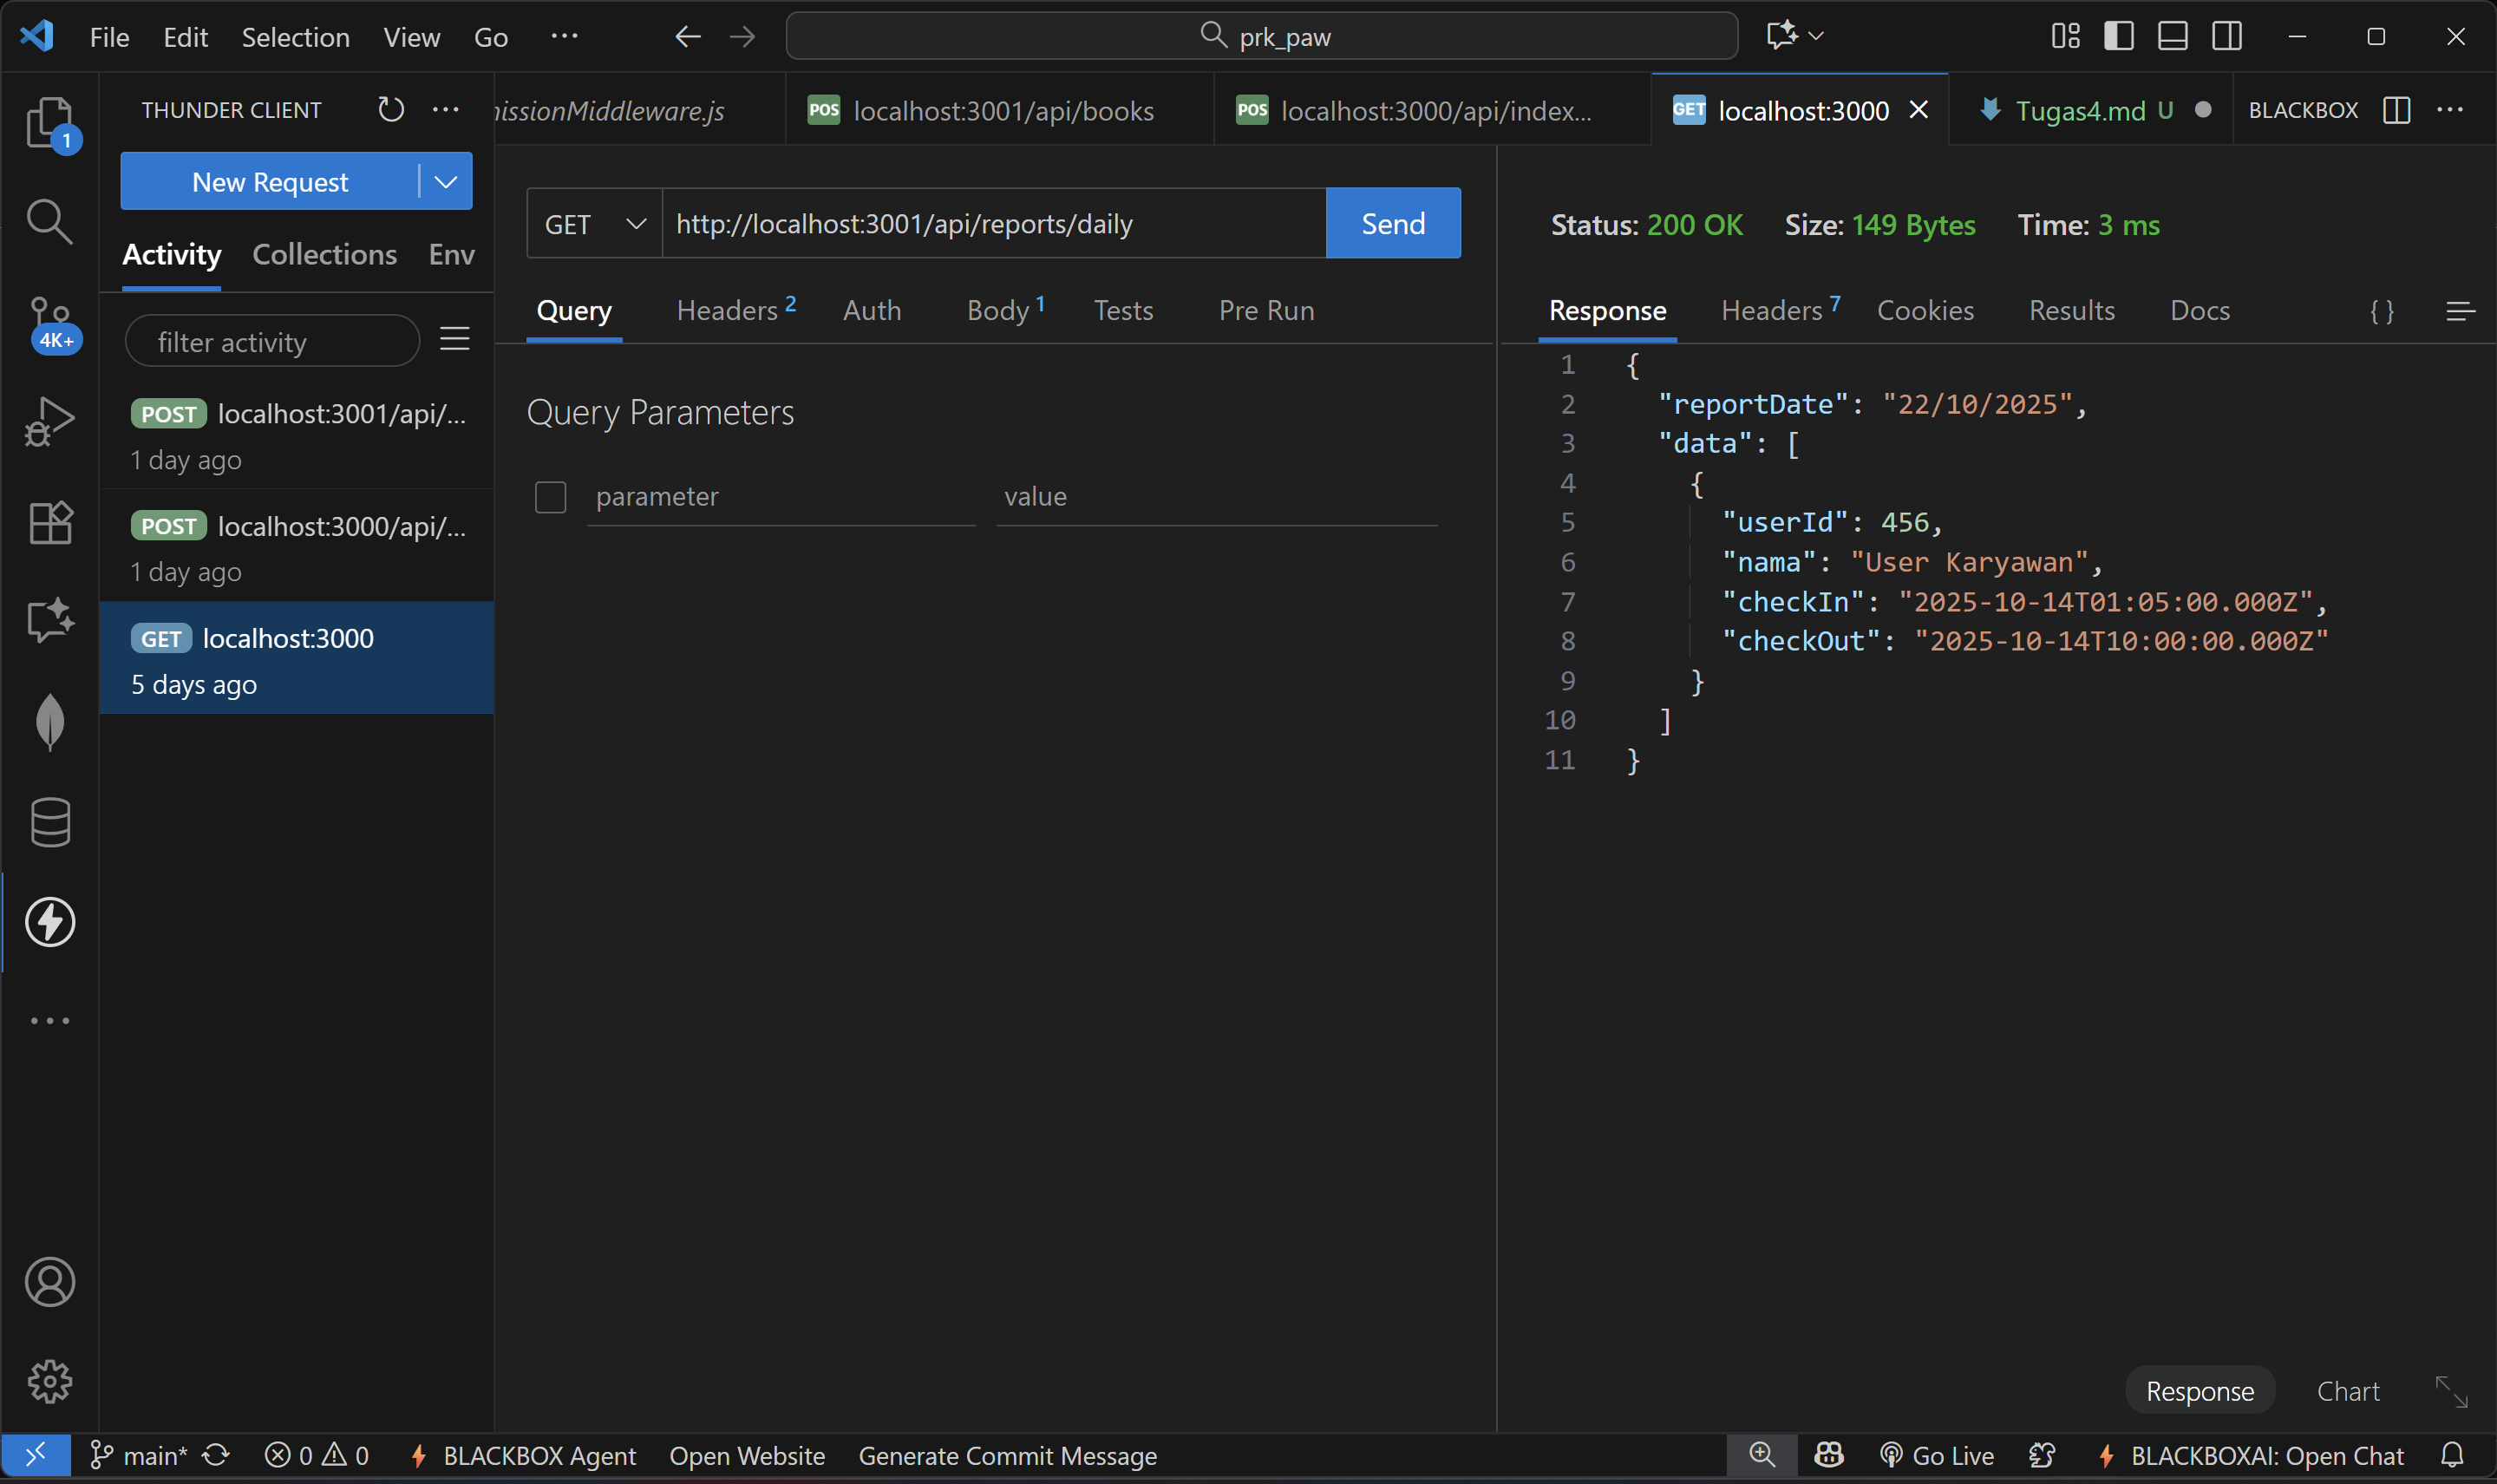 File Edit Selection View Go ··· prk_paw
THUNDER CLIENT ···
missionMiddleware.js
POS localhost:3001/api/books
POS localhost:3000/api/index...
GET localhost:3000
Tugas4.md U
BLACKBOX ···
New Request
Activity Collections Env
filter activity
POST localhost:3001/api/...
1 day ago
POST localhost:3000/api/...
1 day ago
GET localhost:3000
5 days ago
1
4K+
GET http://localhost:3001/api/reports/daily Send
Query Headers 2 Auth Body 1 Tests Pre Run
Query Parameters
parameter value
Status: 200 OK Size: 149 Bytes Time: 3 ms
Response Headers 7 Cookies Results Docs { }
1 {
2 "reportDate": "22/10/2025",
3 "data": [
4 {
5 "userId": 456,
6 "nama": "User Karyawan",
7 "checkIn": "2025-10-14T01:05:00.000Z",
8 "checkOut": "2025-10-14T10:00:00.000Z"
9 }
10 ]
11 }
Response Chart
main* 0 0 BLACKBOX Agent Open Website Generate Commit Message Go Live BLACKBOXAI: Open Chat